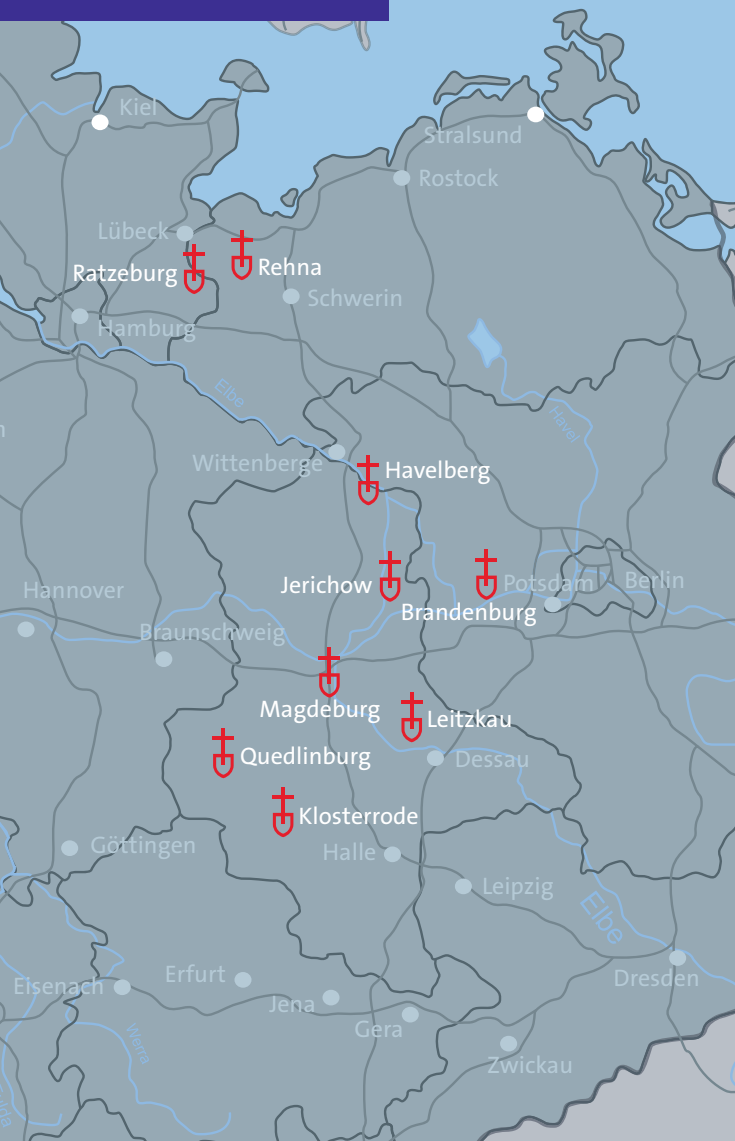 Kiel
Stralsund
Rostock
Lübeck
Ratzeburg
Rehna
Schwerin
Hamburg
Elbe
Havel
Wittenberge
Havelberg
Jerichow
Potsdam
Berlin
Hannover
Brandenburg
Braunschweig
Magdeburg
Leitzkau
Quedlinburg
Dessau
Klosterrode
Göttingen
Halle
Leipzig
Elbe
Erfurt
Eisenach
Dresden
Jena
Gera
Werra
Zwickau